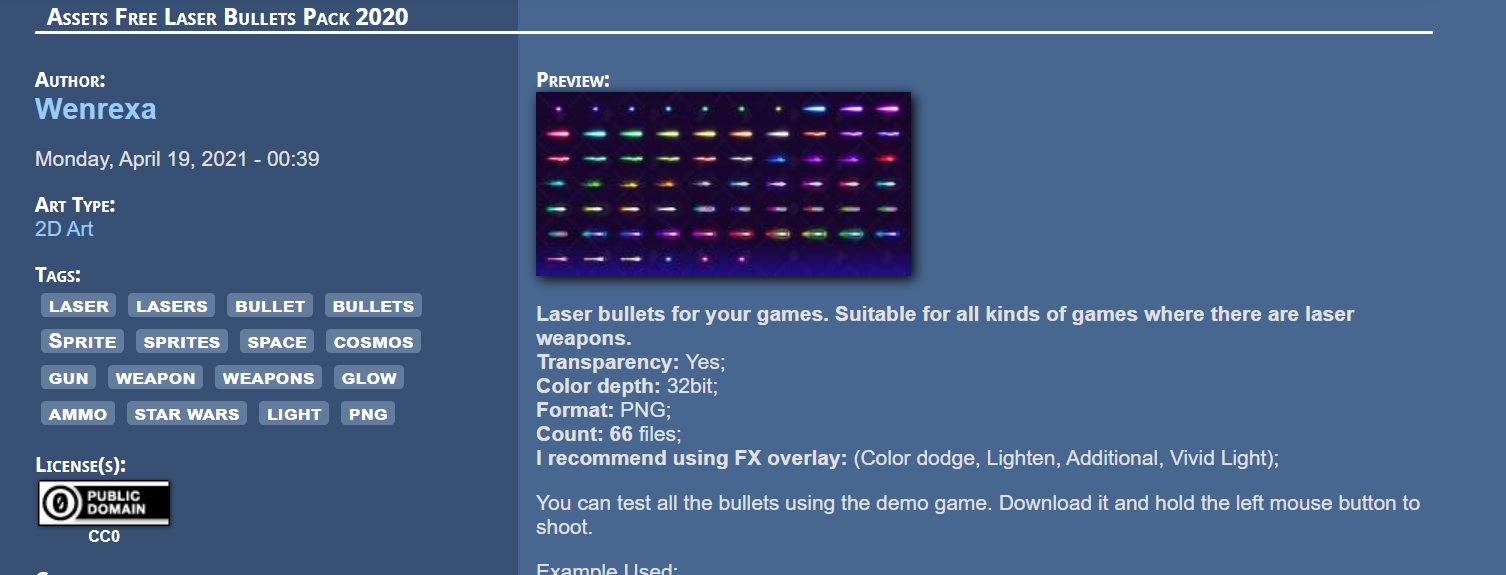 Assets Free Laser Bullets Pack 2020
Author:
Wenrexa
Monday, April 19, 2021 - 00:39
Art Type:
2D Art
Tags:
laser lasers bullet bullets
Sprite sprites space cosmos
gun weapon weapons glow
ammo star wars light png
License(s):
PUBLIC
DOMAIN
CC0
Preview:
Laser bullets for your games. Suitable for all kinds of games where there are laser
weapons.
Transparency: Yes;
Color depth: 32bit;
Format: PNG;
Count: 66 files;
I recommend using FX overlay: (Color dodge, Lighten, Additional, Vivid Light);
You can test all the bullets using the demo game. Download it and hold the left mouse button to
shoot.
Example Used: